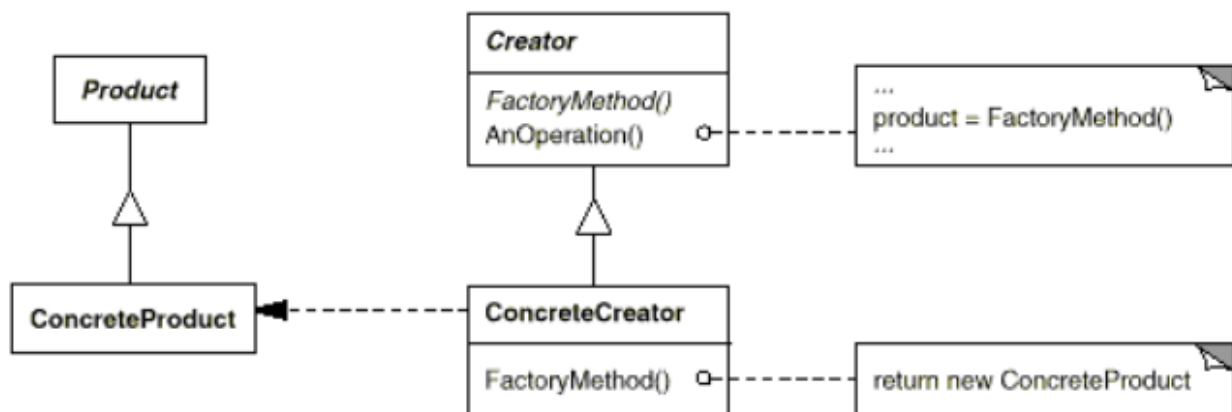 Product
ConcreteProduct
Creator
FactoryMethod()
AnOperation()
...
product = FactoryMethod()
...
ConcreteCreator
FactoryMethod()
return new ConcreteProduct